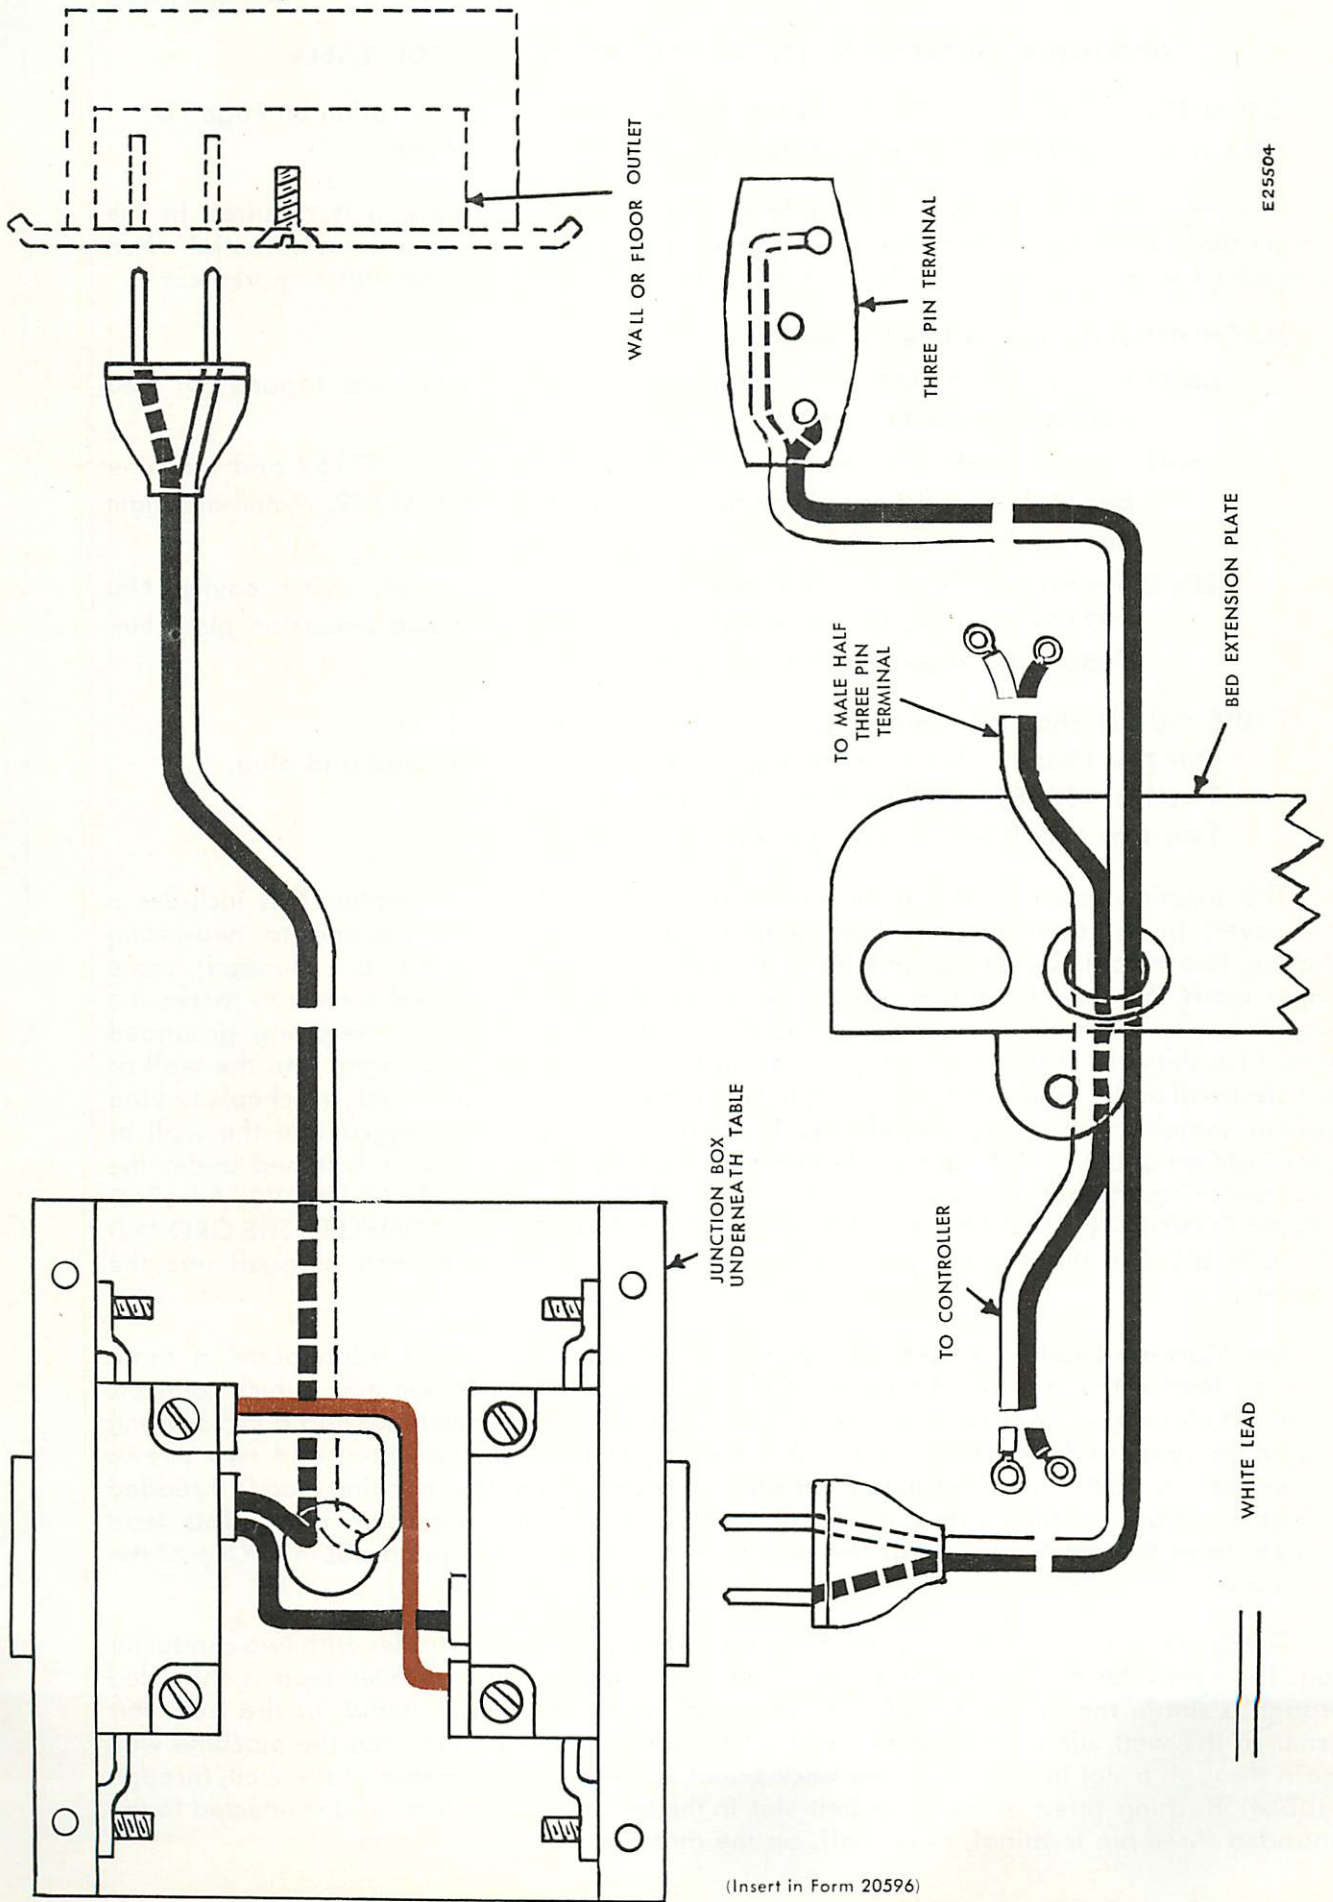 WALL OR FLOOR OUTLET
E25504
THREE PIN TERMINAL
TO MALE HALF
THREE PIN
TERMINAL
BED EXTENSION PLATE
JUNCTION BOX
UNDERNEATH TABLE
TO CONTROLLER
WHITE LEAD
(Insert in Form 20596)